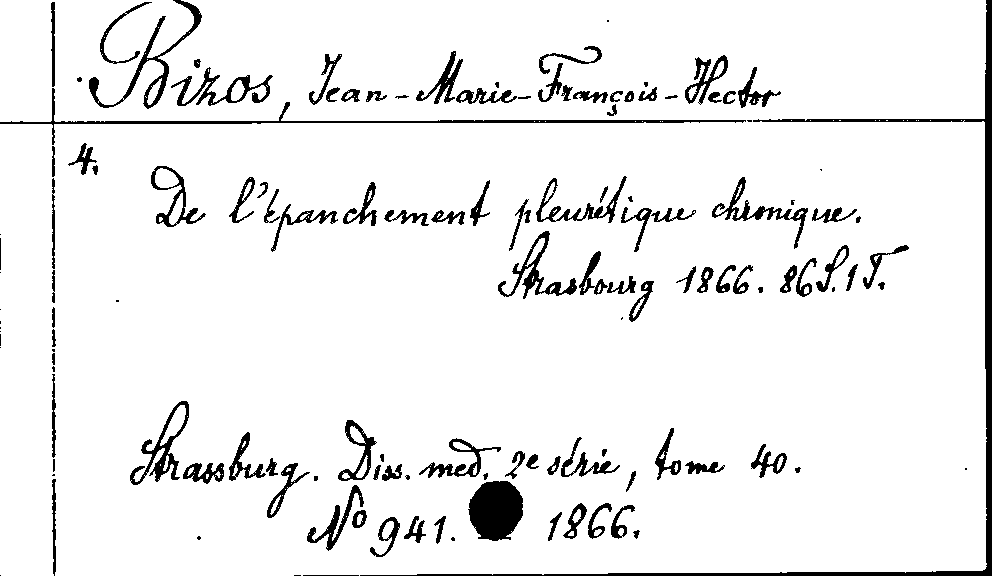 Bizos, Jean-Marie-François-Hector
4.
De l'épanchement pleurétique chronique.
Strasbourg 1866. 86 S. 1 T.
Strassburg. Diss. med. 2e série, tome 40.
No 941. 1866.